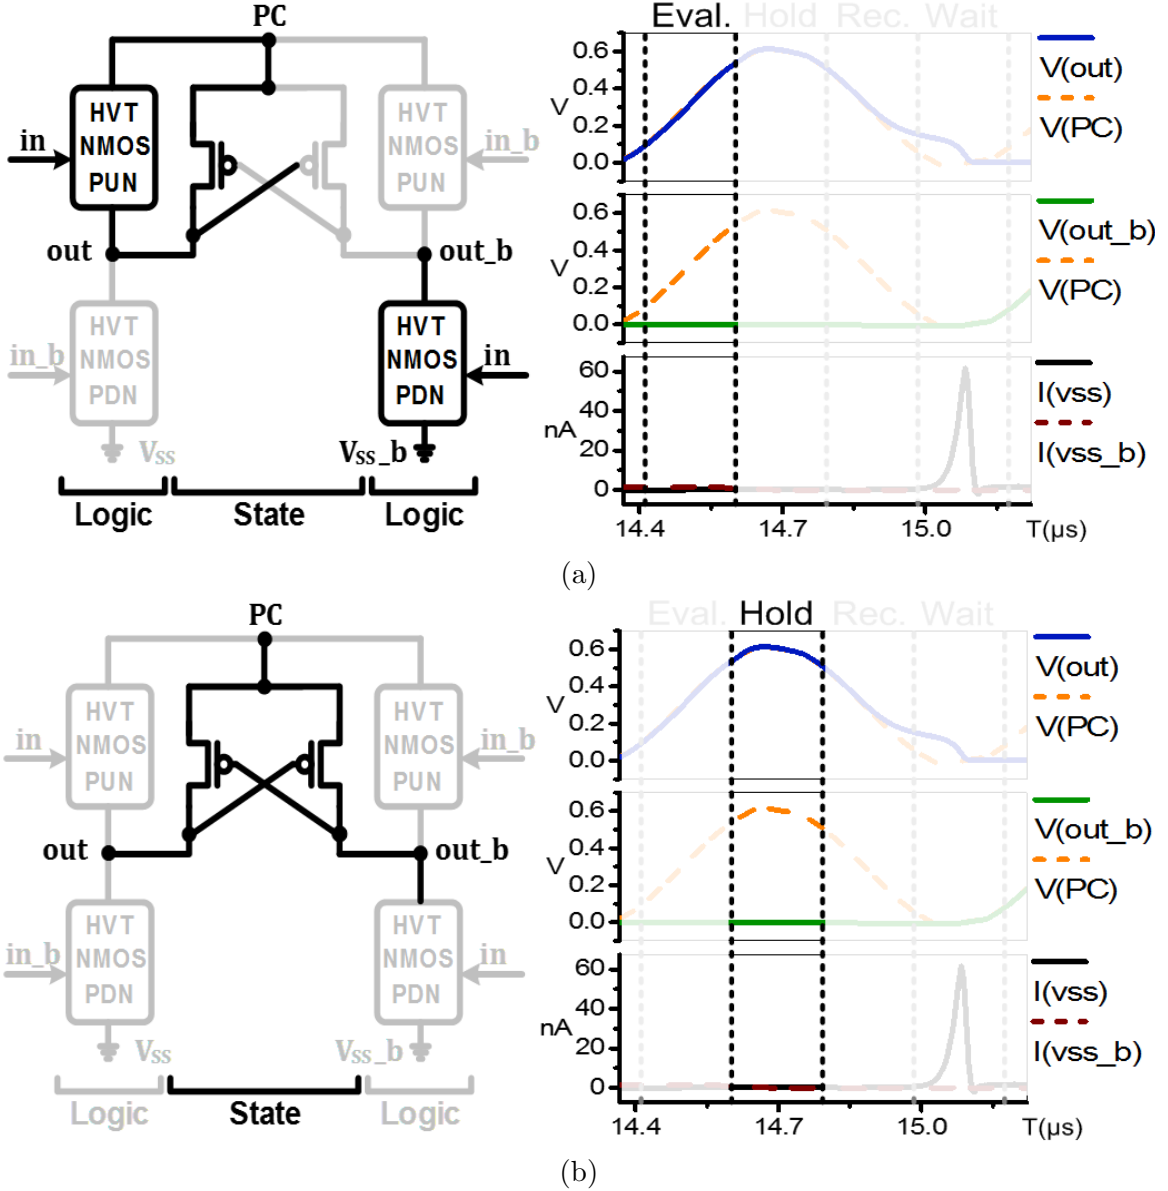 PC
HVT
NMOS
PUN
HVT
NMOS
PUN
in
in_b
out
out_b
HVT
NMOS
PDN
HVT
NMOS
PDN
in_b
in
VSS
VSS_b
Logic
State
Logic
Eval. Hold Rec. Wait
0.6
0.4
0.2
0.0
V
V(out)
V(PC)
0.6
0.4
0.2
0.0
V
V(out_b)
V(PC)
60
40
20
0
nA
I(vss)
I(vss_b)
14.4 14.7 15.0 T(µs)
(a)
PC
HVT
NMOS
PUN
HVT
NMOS
PUN
in
in_b
out
out_b
HVT
NMOS
PDN
HVT
NMOS
PDN
in_b
in
VSS
VSS_b
Logic
State
Logic
Eval. Hold Rec. Wait
0.6
0.4
0.2
0.0
V
V(out)
V(PC)
0.6
0.4
0.2
0.0
V
V(out_b)
V(PC)
60
40
20
0
nA
I(vss)
I(vss_b)
14.4 14.7 15.0 T(µs)
(b)